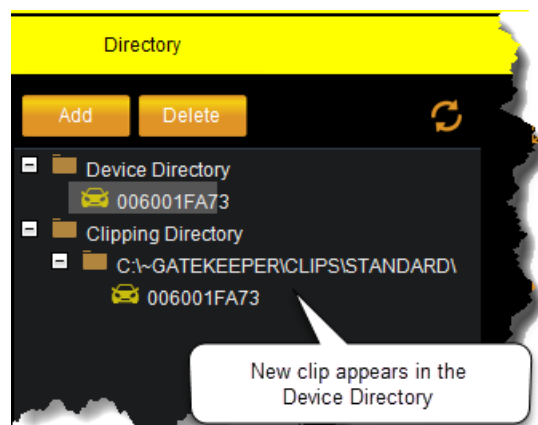 Directory
Add Delete
Device Directory
006001FA73
Clipping Directory
C:\~GATEKEEPER\CLIPS\STANDARD\
006001FA73
New clip appears in the
Device Directory